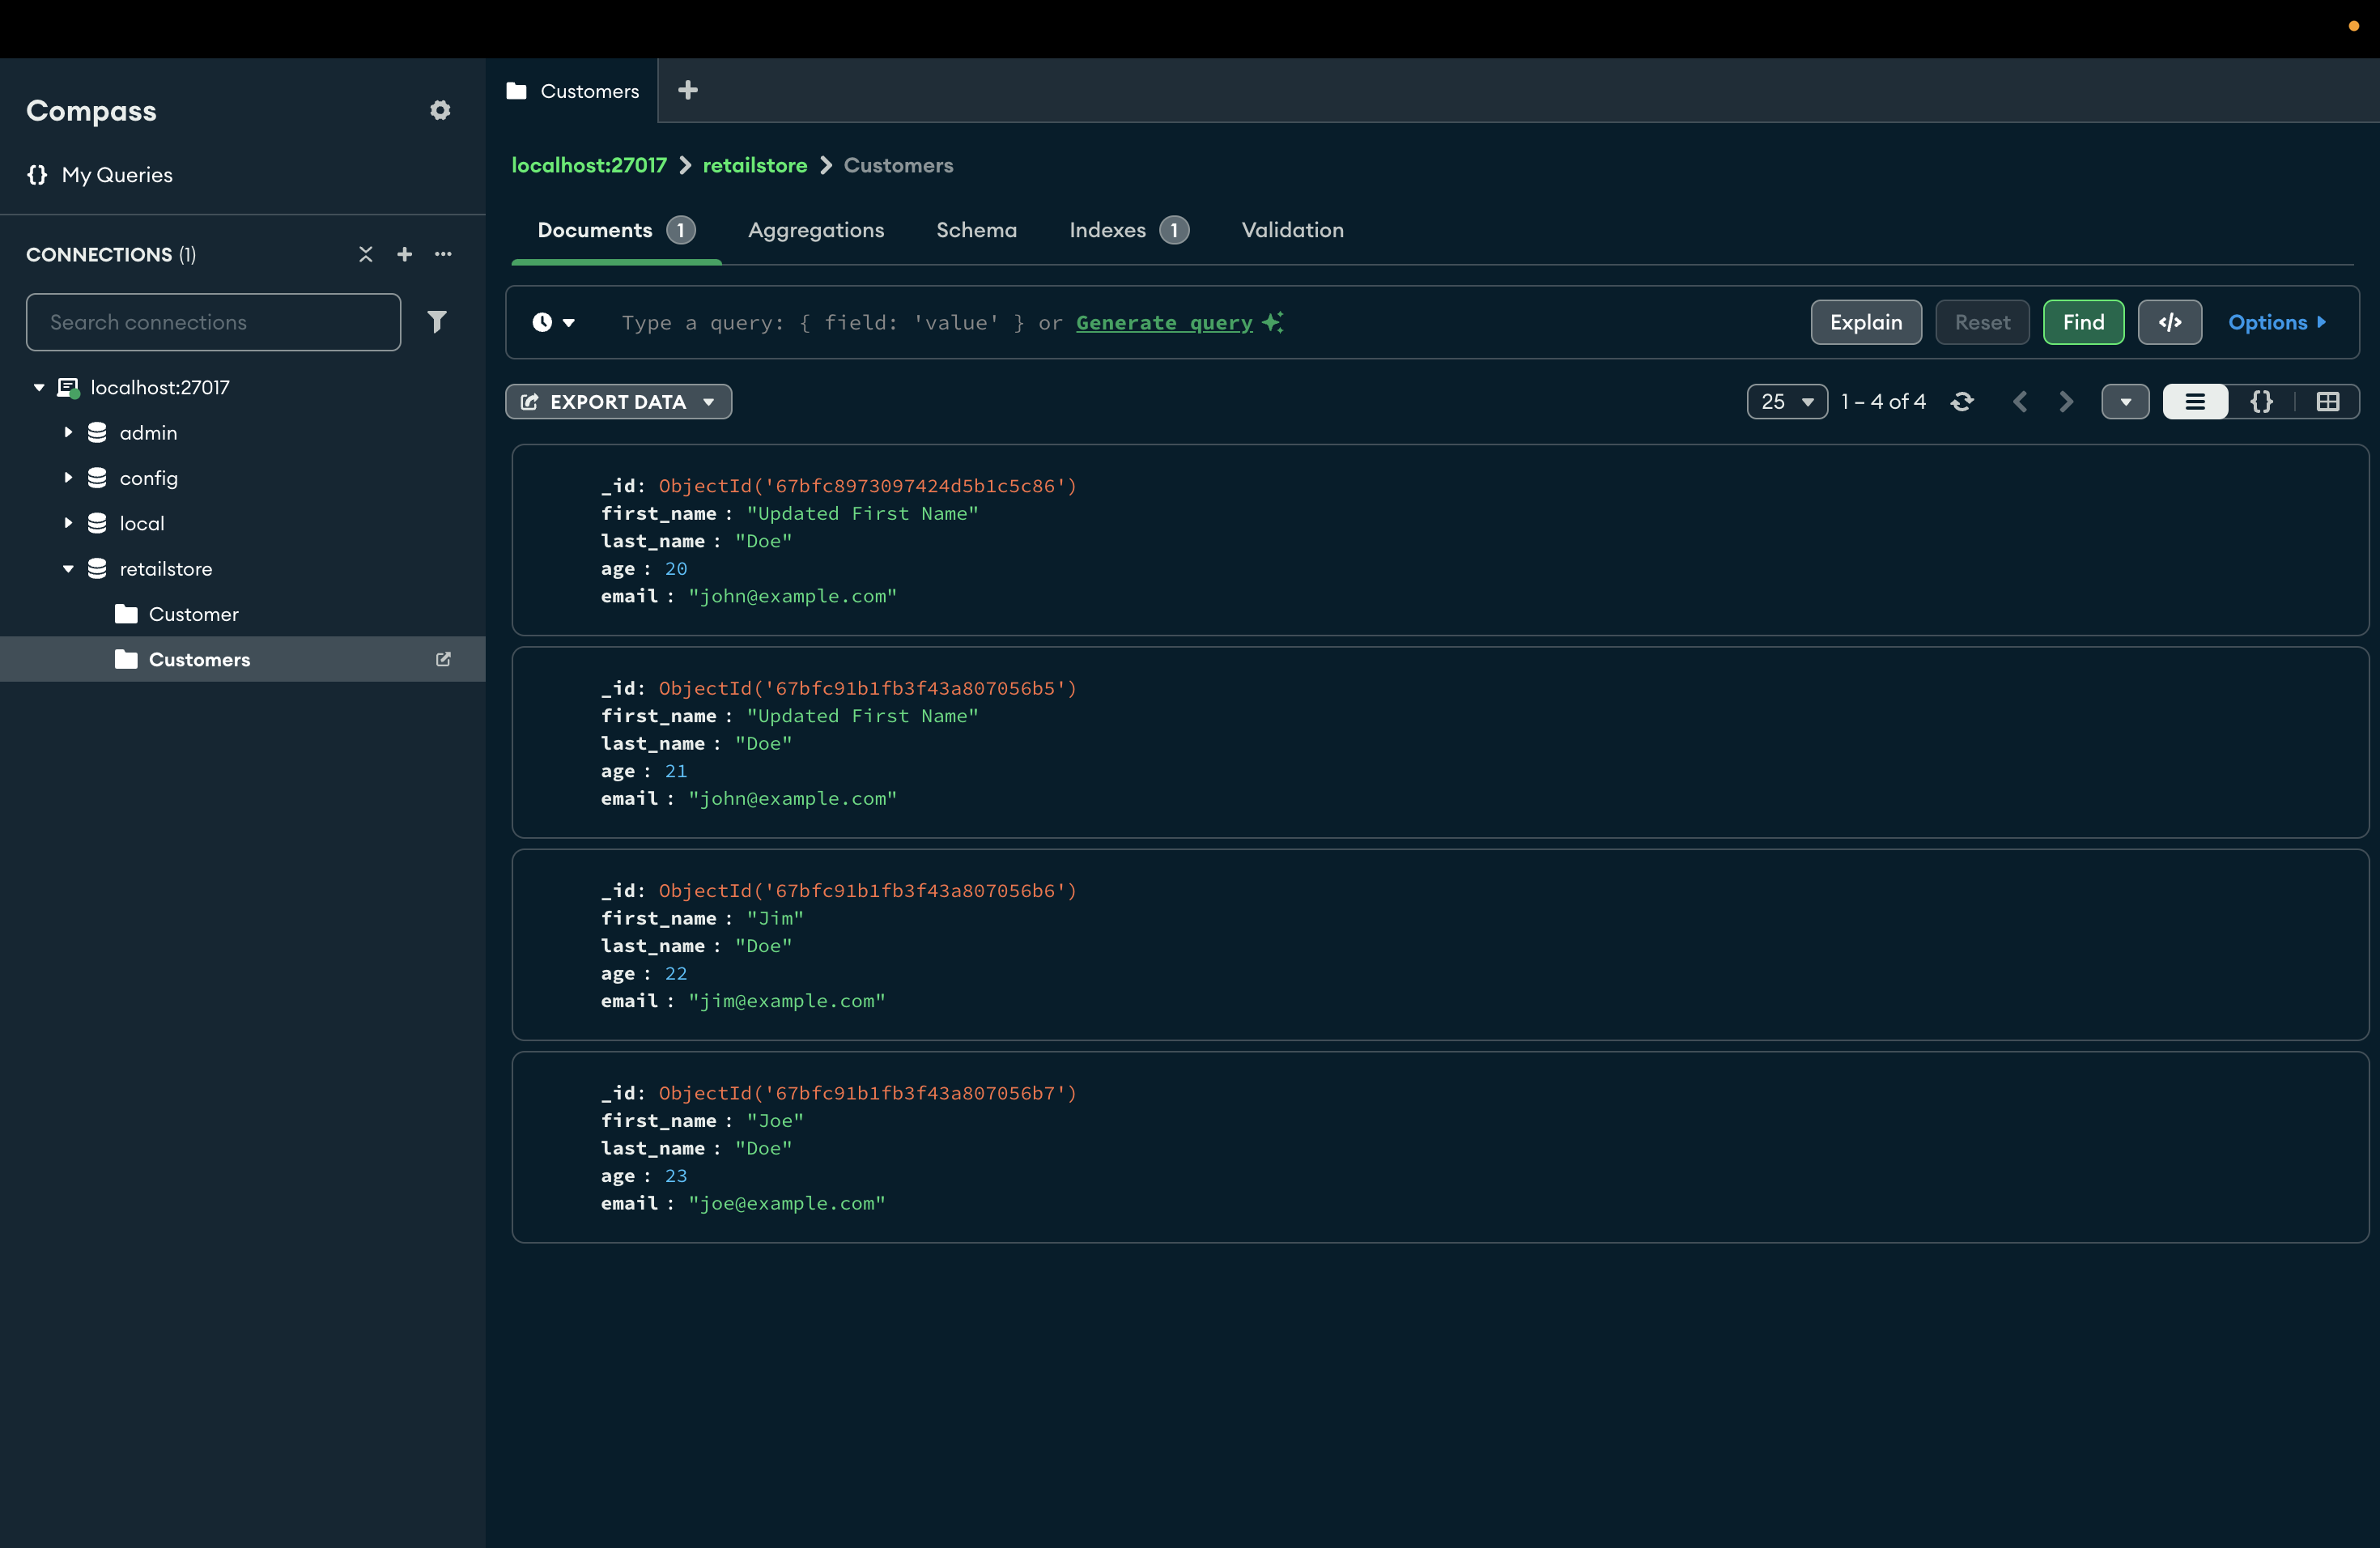 Compass
{} My Queries
CONNECTIONS (1)
Search connections
localhost:27017
admin
config
local
retailstore
Customer
Customers
Customers
localhost:27017 > retailstore > Customers
Documents 1 Aggregations Schema Indexes 1 Validation
Type a query: { field: 'value' } or Generate query
Explain Reset Find </> Options
EXPORT DATA 25 1 – 4 of 4 {}
_id: ObjectId('67bfc8973097424d5b1c5c86')
first_name : "Updated First Name"
last_name : "Doe"
age : 20
email : "john@example.com"
_id: ObjectId('67bfc91b1fb3f43a807056b5')
first_name : "Updated First Name"
last_name : "Doe"
age : 21
email : "john@example.com"
_id: ObjectId('67bfc91b1fb3f43a807056b6')
first_name : "Jim"
last_name : "Doe"
age : 22
email : "jim@example.com"
_id: ObjectId('67bfc91b1fb3f43a807056b7')
first_name : "Joe"
last_name : "Doe"
age : 23
email : "joe@example.com"